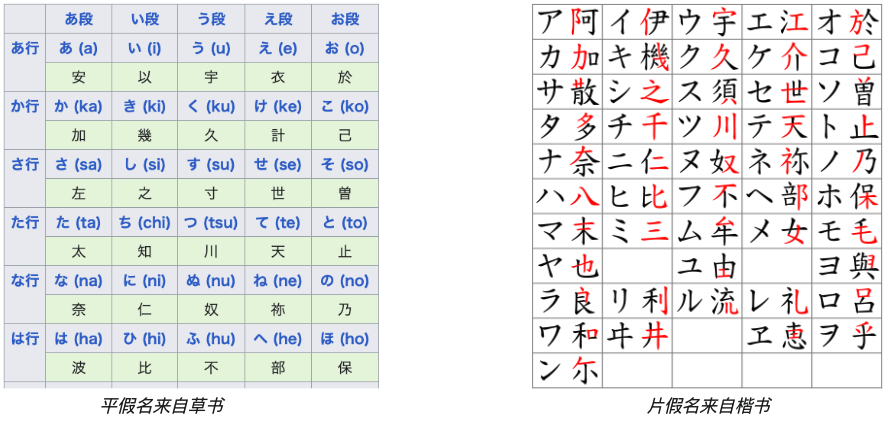 あ段 い段 う段 え段 お段
あ行 あ (a) い (i) う (u) え (e) お (o)
安 以 宇 衣 於
か行 か (ka) き (ki) く (ku) け (ke) こ (ko)
加 幾 久 計 己
さ行 さ (sa) し (si) す (su) せ (se) そ (so)
左 之 寸 世 曽
た行 た (ta) ち (chi) つ (tsu) て (te) と (to)
太 知 川 天 止
な行 な (na) に (ni) ぬ (nu) ね (ne) の (no)
奈 仁 奴 祢 乃
は行 は (ha) ひ (hi) ふ (hu) へ (he) ほ (ho)
波 比 不 部 保
平假名来自草书
ア阿 イ伊 ウ宇 エ江 オ於
カ加 キ機 ク久 ケ介 コ己
サ散 シ之 ス須 セ世 ソ曽
タ多 チ千 ツ川 テ天 ト止
ナ奈 ニ仁 ヌ奴 ネ祢 ノ乃
ハ八 ヒ比 フ不 ヘ部 ホ保
マ末 ミ三 ム牟 メ女 モ毛
ヤ也 ユ由 ヨ與
ラ良 リ利 ル流 レ礼 ロ呂
ワ和 ヰ井 ヱ恵 ヲ乎
ン尓
片假名来自楷书